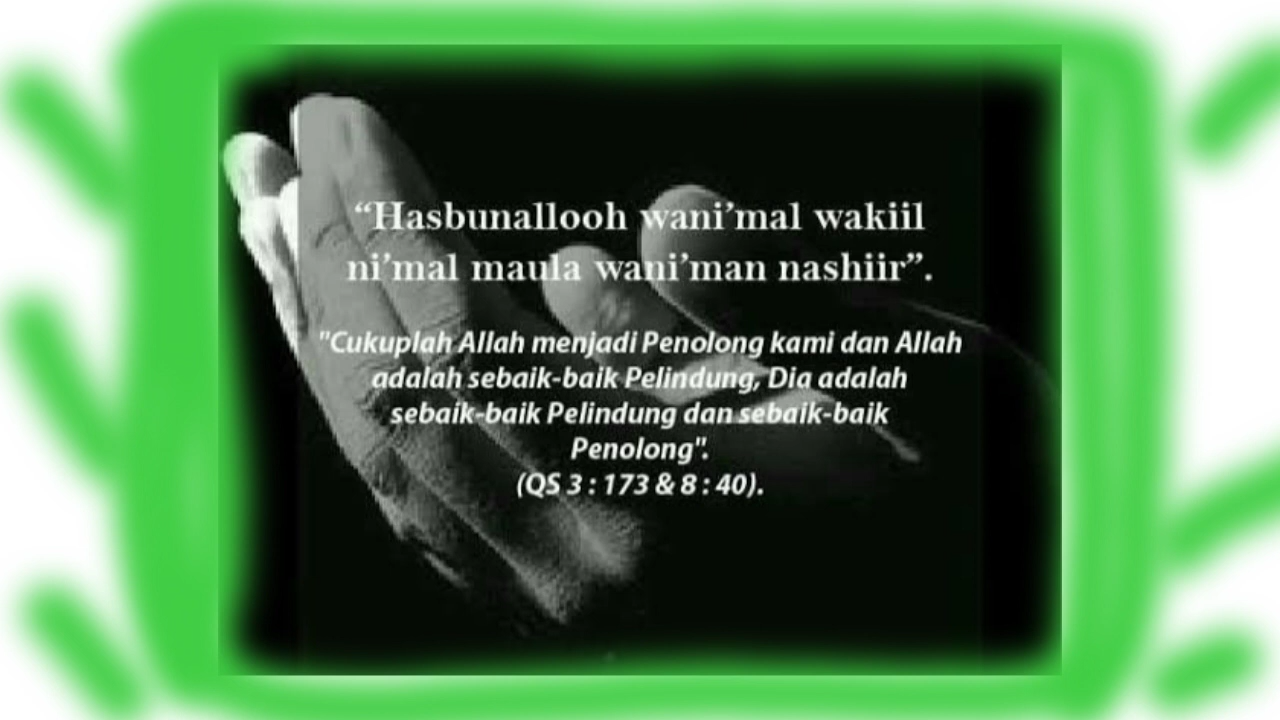 “Hasbunallooh wani’mal wakiil
ni’mal maula wani’man nashiir”.
"Cukuplah Allah menjadi Penolong kami dan Allah
adalah sebaik-baik Pelindung, Dia adalah
sebaik-baik Pelindung dan sebaik-baik
Penolong".
(QS 3 : 173 & 8 : 40).